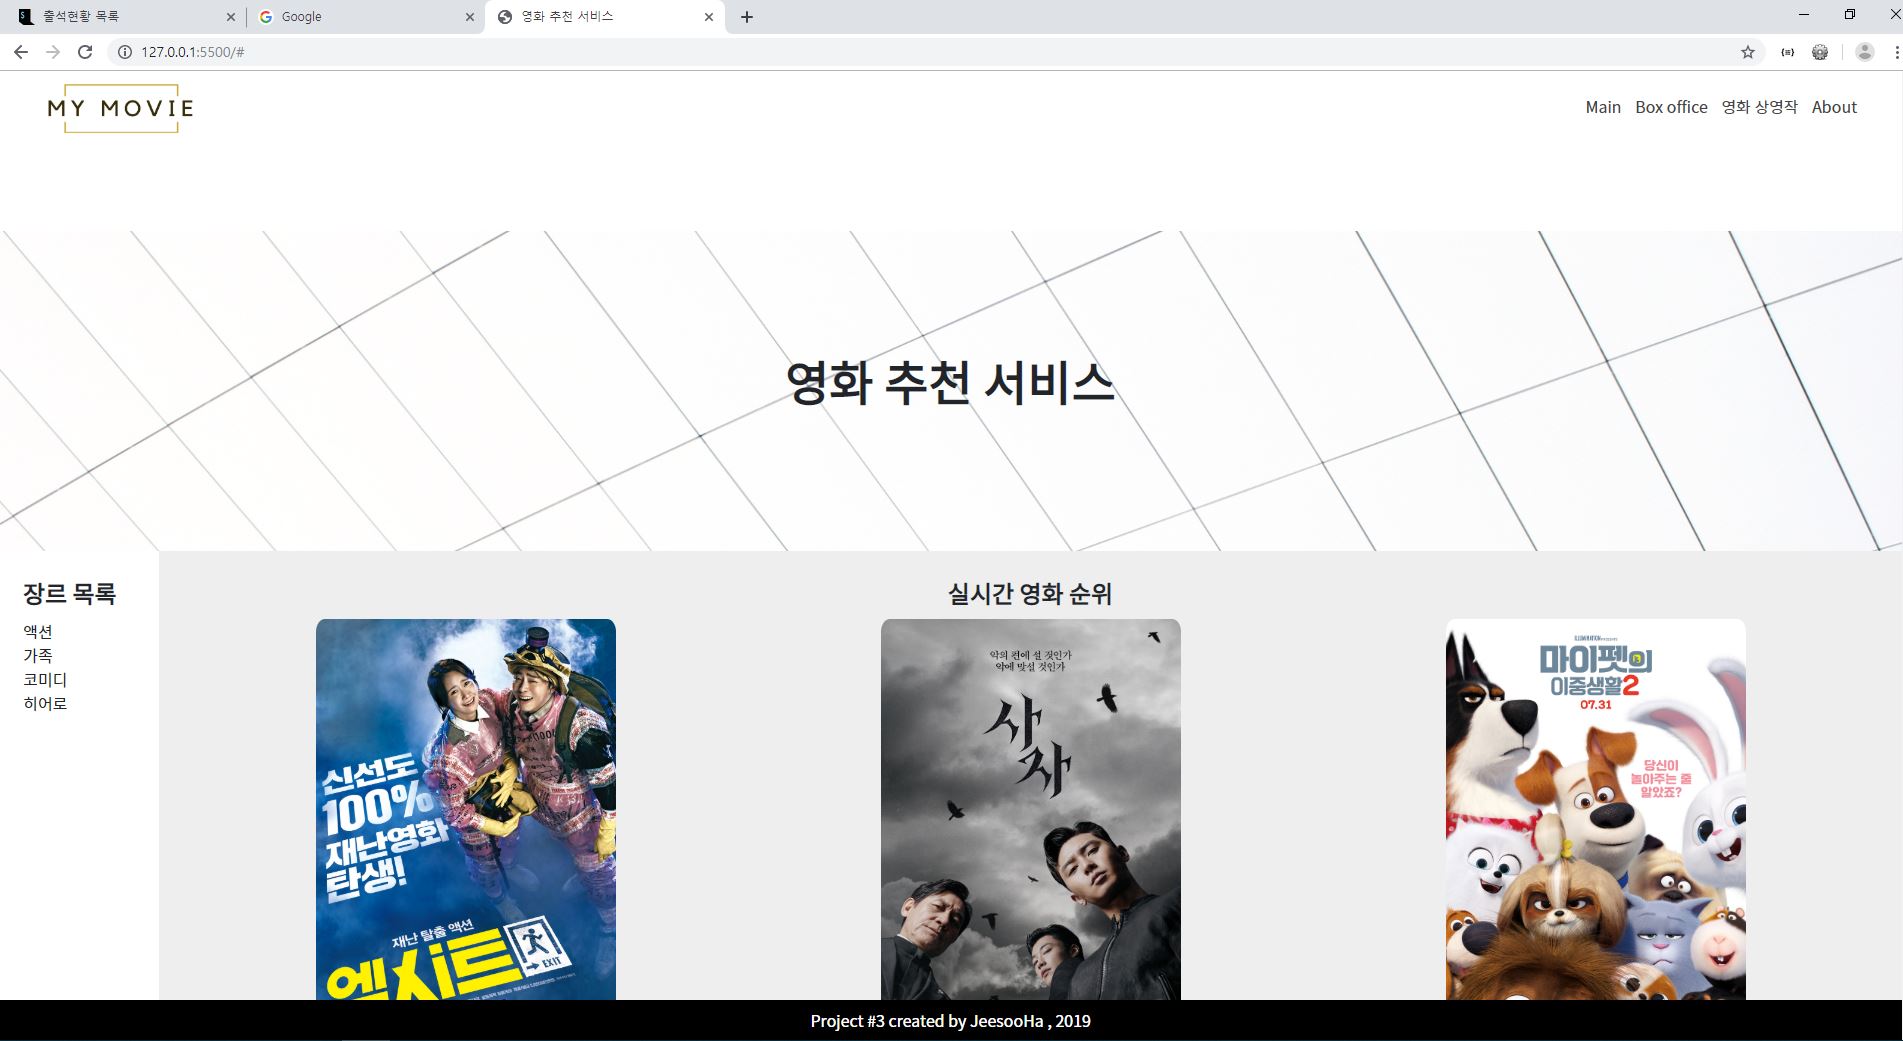 출석현황 목록
Google
영화 추천 서비스
127.0.0.1:5500/#
MY MOVIE
Main Box office 영화 상영작 About
영화 추천 서비스
장르 목록
액션
가족
코미디
히어로
실시간 영화 순위
신선도
100%
재난영화
탄생!
재난 탈출 액션
엑시트
EXIT
악의 편에 설 것인가
악에 맞설 것인가
사자
ILLUMINATION
마이펫의
이중생활2
07.31
당신이
놀아주는 줄
알았죠?
Project #3 created by JeesooHa , 2019